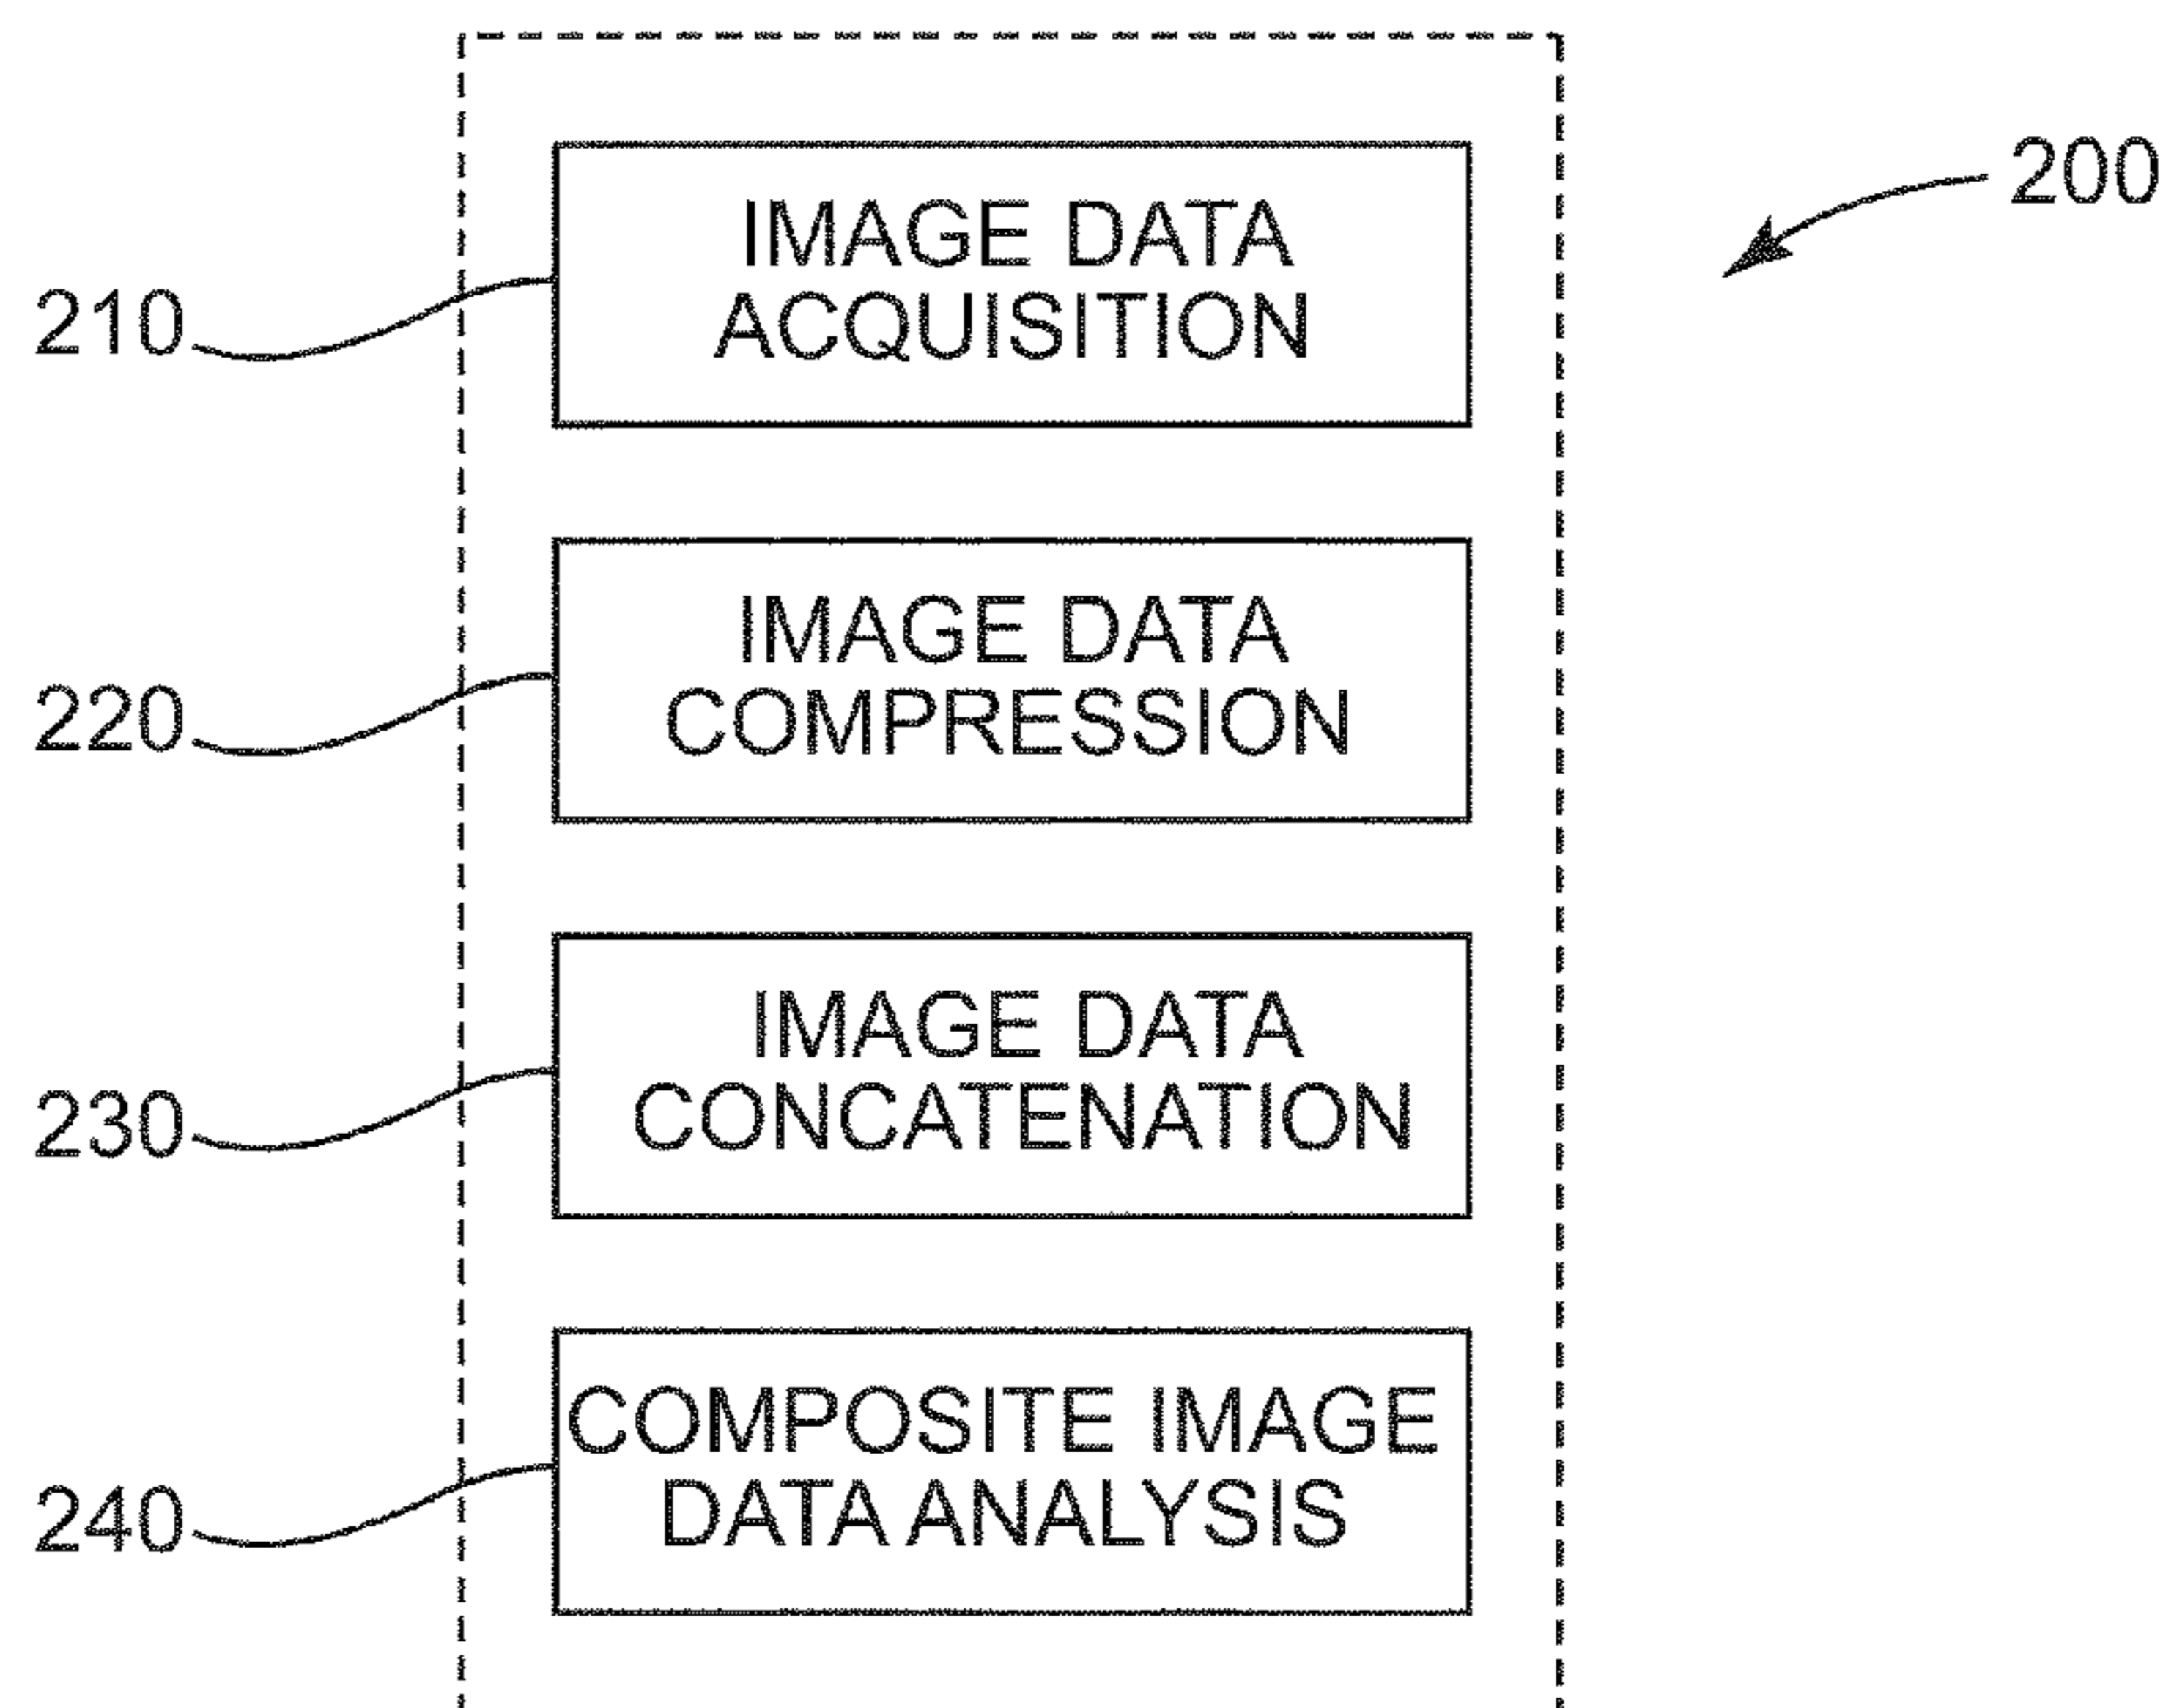 200
210
IMAGE DATA
ACQUISITION
220
IMAGE DATA
COMPRESSION
230
IMAGE DATA
CONCATENATION
240
COMPOSITE IMAGE
DATA ANALYSIS